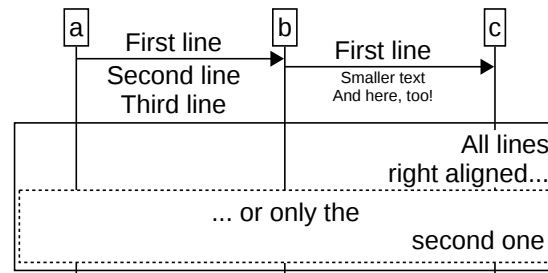 a
b
c
First line
Second line
Third line
First line
Smaller text
And here, too!
All lines
right aligned...
... or only the
second one